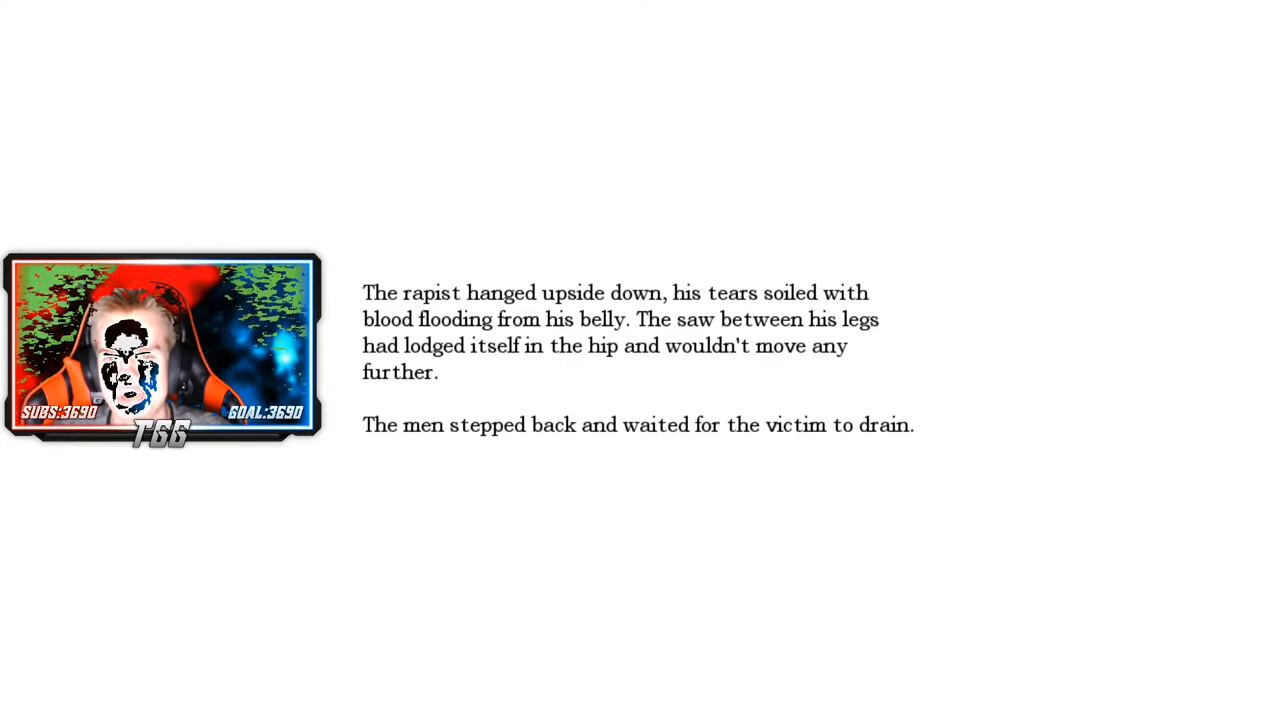 SUBS:3690
GOAL:3690
T66
The rapist hanged upside down, his tears soiled with
blood flooding from his belly. The saw between his legs
had lodged itself in the hip and wouldn't move any
further.
The men stepped back and waited for the victim to drain.